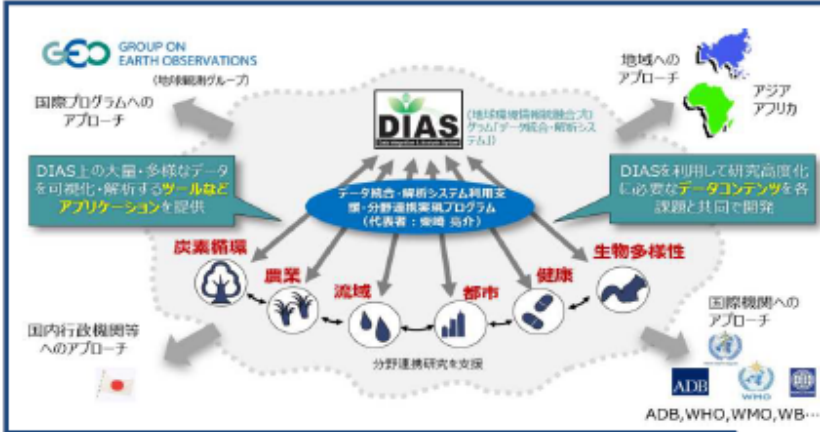 GEO GROUP ON
EARTH OBSERVATIONS
(地球観測グループ)
国際プログラムへの
アプローチ
地域への
アプローチ
アジア
アフリカ
DIAS
(地球環境情報統融合プロ
グラム「データ統合・解析シス
テム」)
DIAS上の大量・多様なデータ
を可視化・解析するツールなど
アプリケーションを提供
DIASを利用して研究高度化
に必要なデータコンテンツを各
課題と共同で開発
データ統合・解析システム利用支
援・分野連携実現プログラム
(代表者:柴崎 亮介)
炭素循環
農業
流域
都市
健康
生物多様性
分野連携研究を支援
国内行政機関等
へのアプローチ
国際機関への
アプローチ
ADB
WMO
ADB,WHO,WMO,WB…